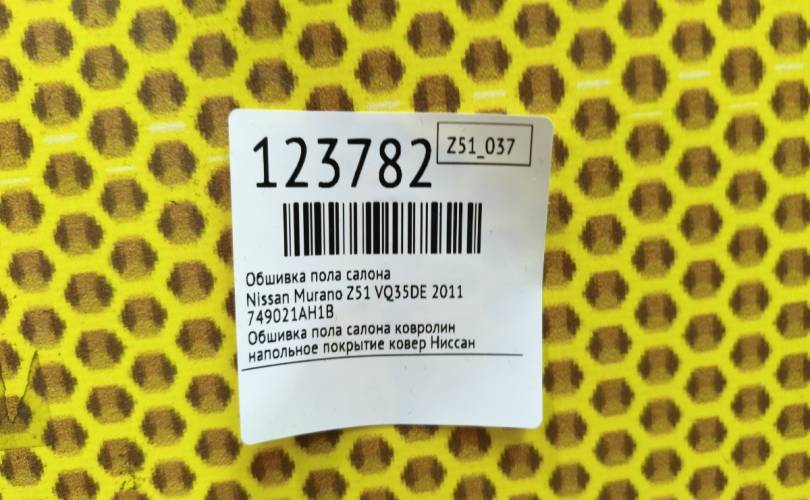 123782
Z51_037
Обшивка пола салона
Nissan Murano Z51 VQ35DE 2011
749021AH1B
Обшивка пола салона ковролин
напольное покрытие ковер Ниссан